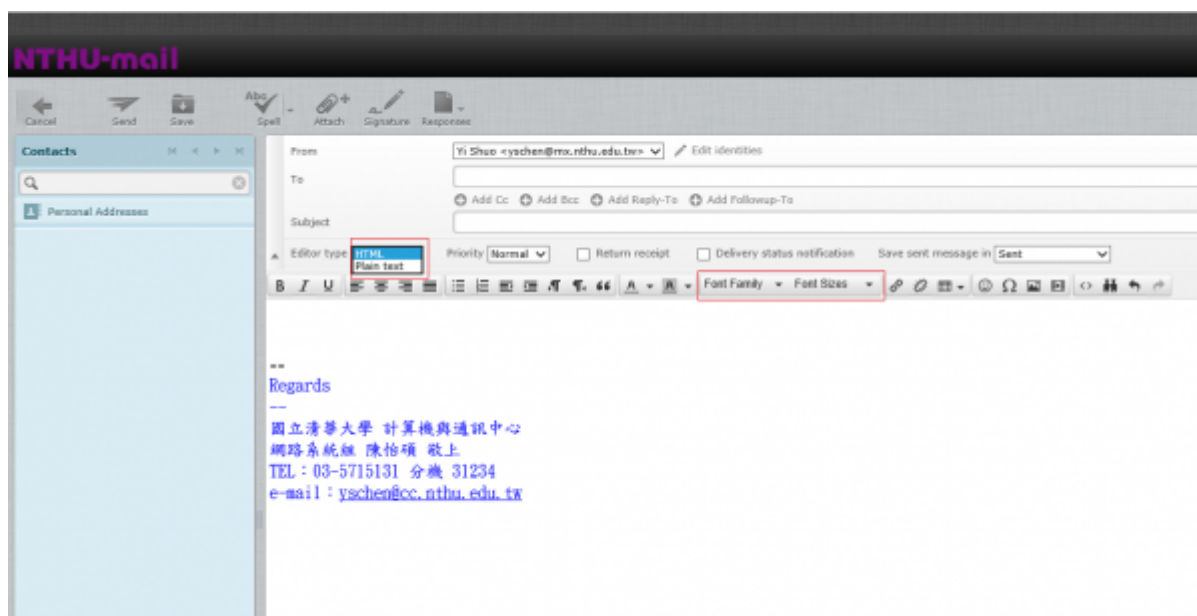 NTHU-mail
Cancel Send Save Abc Spell Attach Signature Responses
Contacts
Personal Addresses
From Yi Shuo <yschen@mx.nthu.edu.tw> Edit identities
To
Add Cc Add Bcc Add Reply-To Add Followup-To
Subject
Editor type HTML Priority Normal Return receipt Delivery status notification Save sent message in Sent
Plain text
B I U Font Family Font Sizes
--
Regards
--
國立清華大學 計算機與通訊中心
網路系統組 陳怡碩 敬上
TEL:03-5715131 分機 31234
e-mail:yschen@cc.nthu.edu.tw